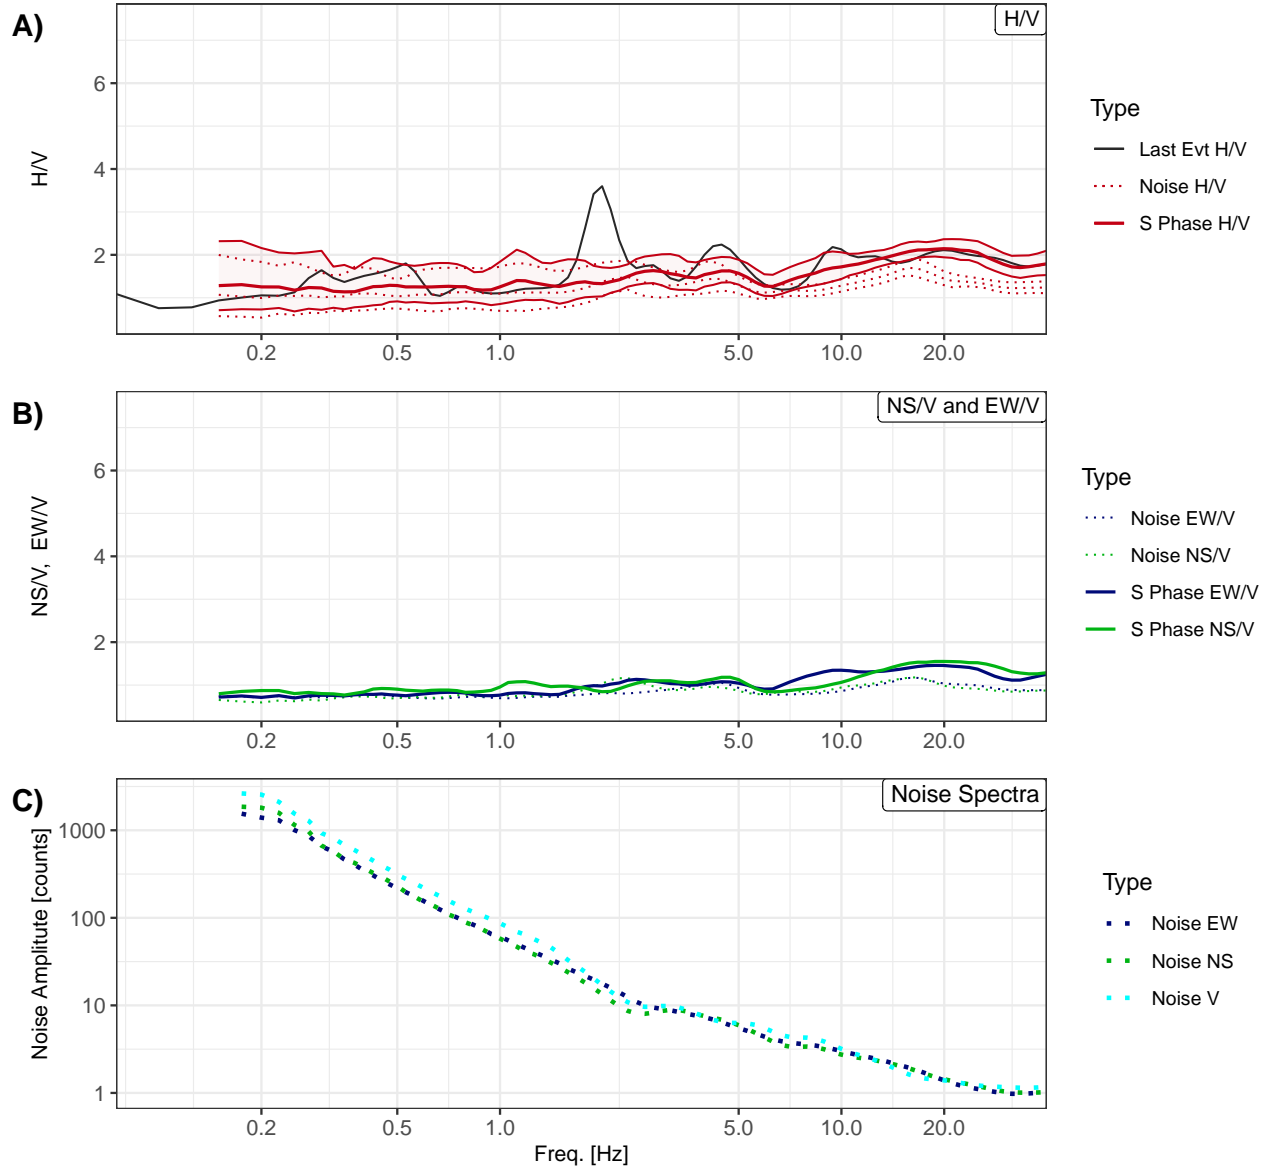 A)
H/V
6
4
2
H/V
0.2 0.5 1.0 5.0 10.0 20.0
Type
Last Evt H/V
Noise H/V
S Phase H/V
B)
NS/V and EW/V
6
4
2
NS/V, EW/V
0.2 0.5 1.0 5.0 10.0 20.0
Type
Noise EW/V
Noise NS/V
S Phase EW/V
S Phase NS/V
C)
Noise Spectra
1000
100
10
1
Noise Amplitute [counts]
0.2 0.5 1.0 5.0 10.0 20.0
Freq. [Hz]
Type
Noise EW
Noise NS
Noise V